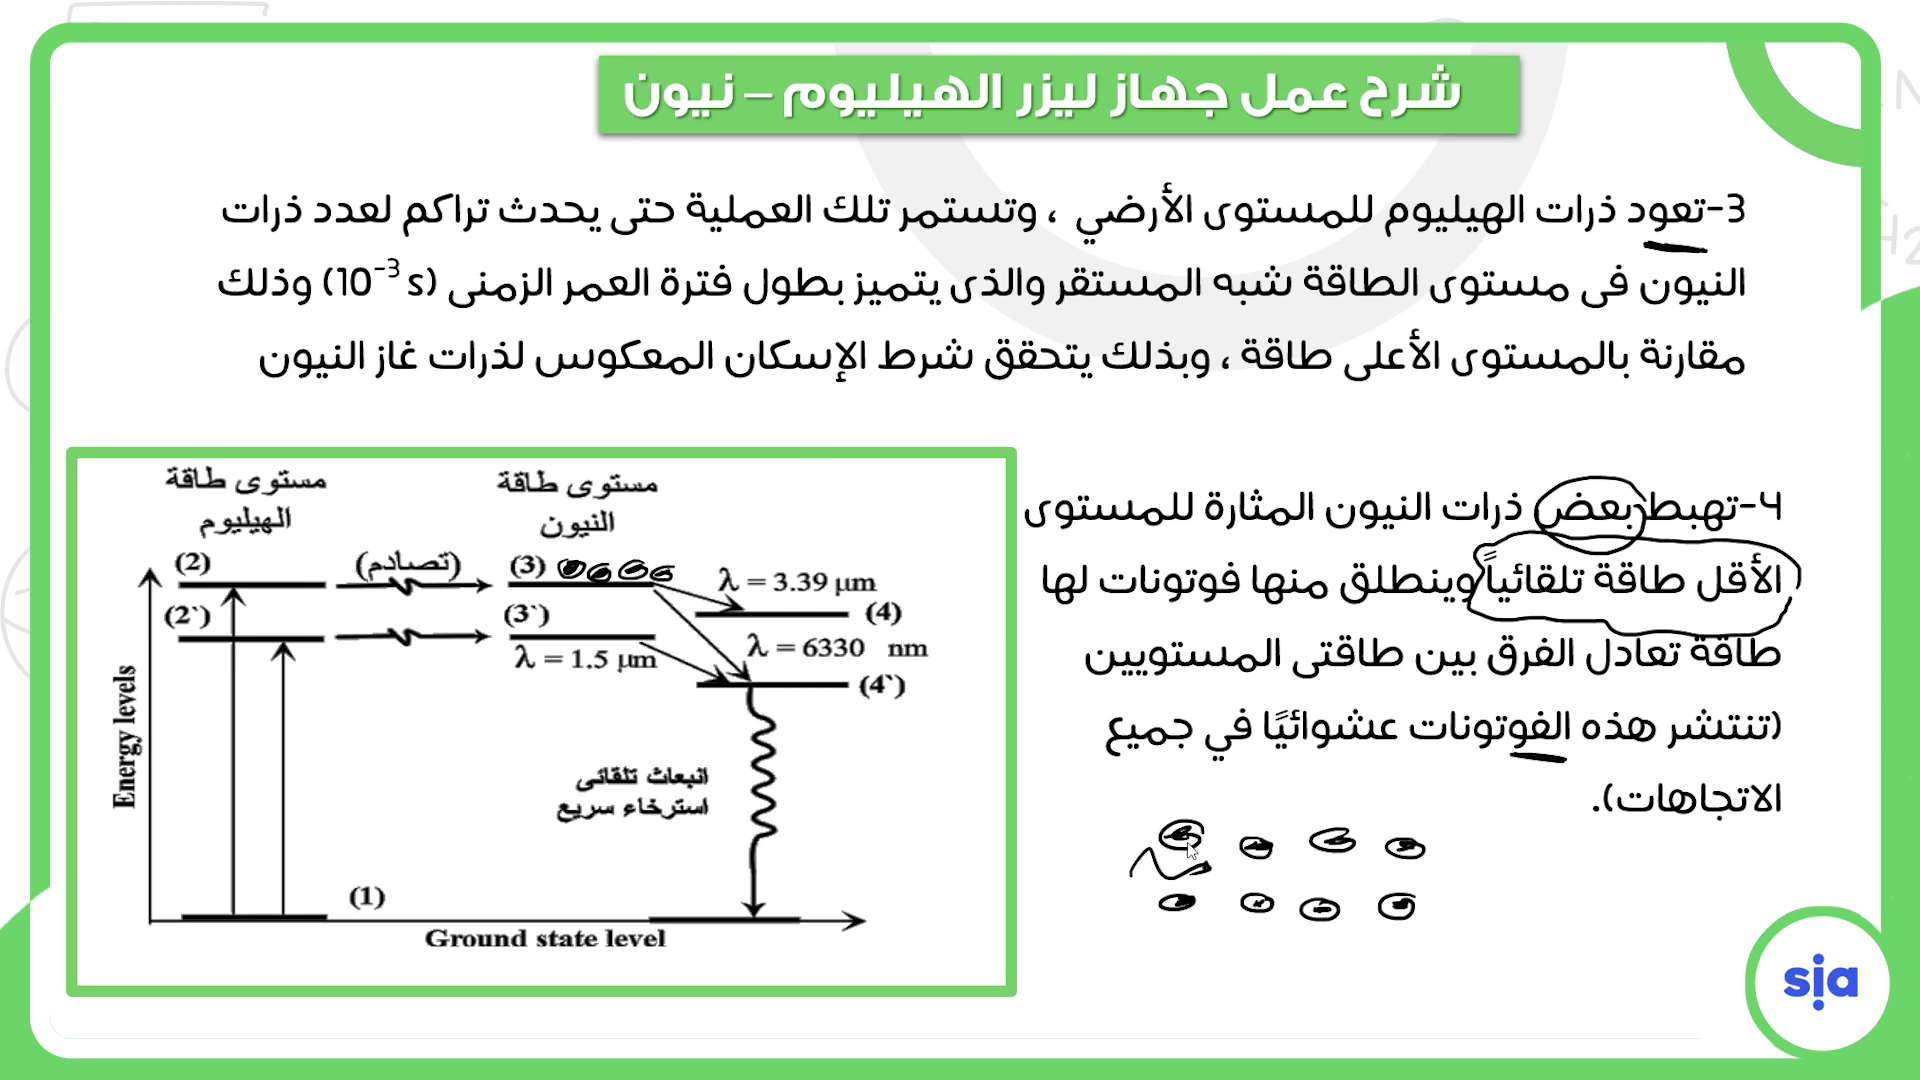 شرح عمل جهاز ليزر الهيليوم – نيون
3-تعود ذرات الهيليوم للمستوى الأرضي ، وتستمر تلك العملية حتى يحدث تراكم لعدد ذرات
النيون فى مستوى الطاقة شبه المستقر والذى يتميز بطول فترة العمر الزمنى (10⁻³ s) وذلك
مقارنة بالمستوى الأعلى طاقة ، وبذلك يتحقق شرط الإسكان المعكوس لذرات غاز النيون
4-تهبط بعض ذرات النيون المثارة للمستوى
الأقل طاقة تلقائياً وينطلق منها فوتونات لها
طاقة تعادل الفرق بين طاقتى المستويين
(تنتشر هذه الفوتونات عشوائيًا في جميع
الاتجاهات).
مستوى طاقة
الهيليوم
مستوى طاقة
النيون
(2)
(تصادم)
(3)
λ = 3.39 μm
(4)
(2`)
(3`)
λ = 1.5 μm
λ = 6330 nm
(4`)
Energy levels
انبعاث تلقائى
استرخاء سريع
(1)
Ground state level
sia